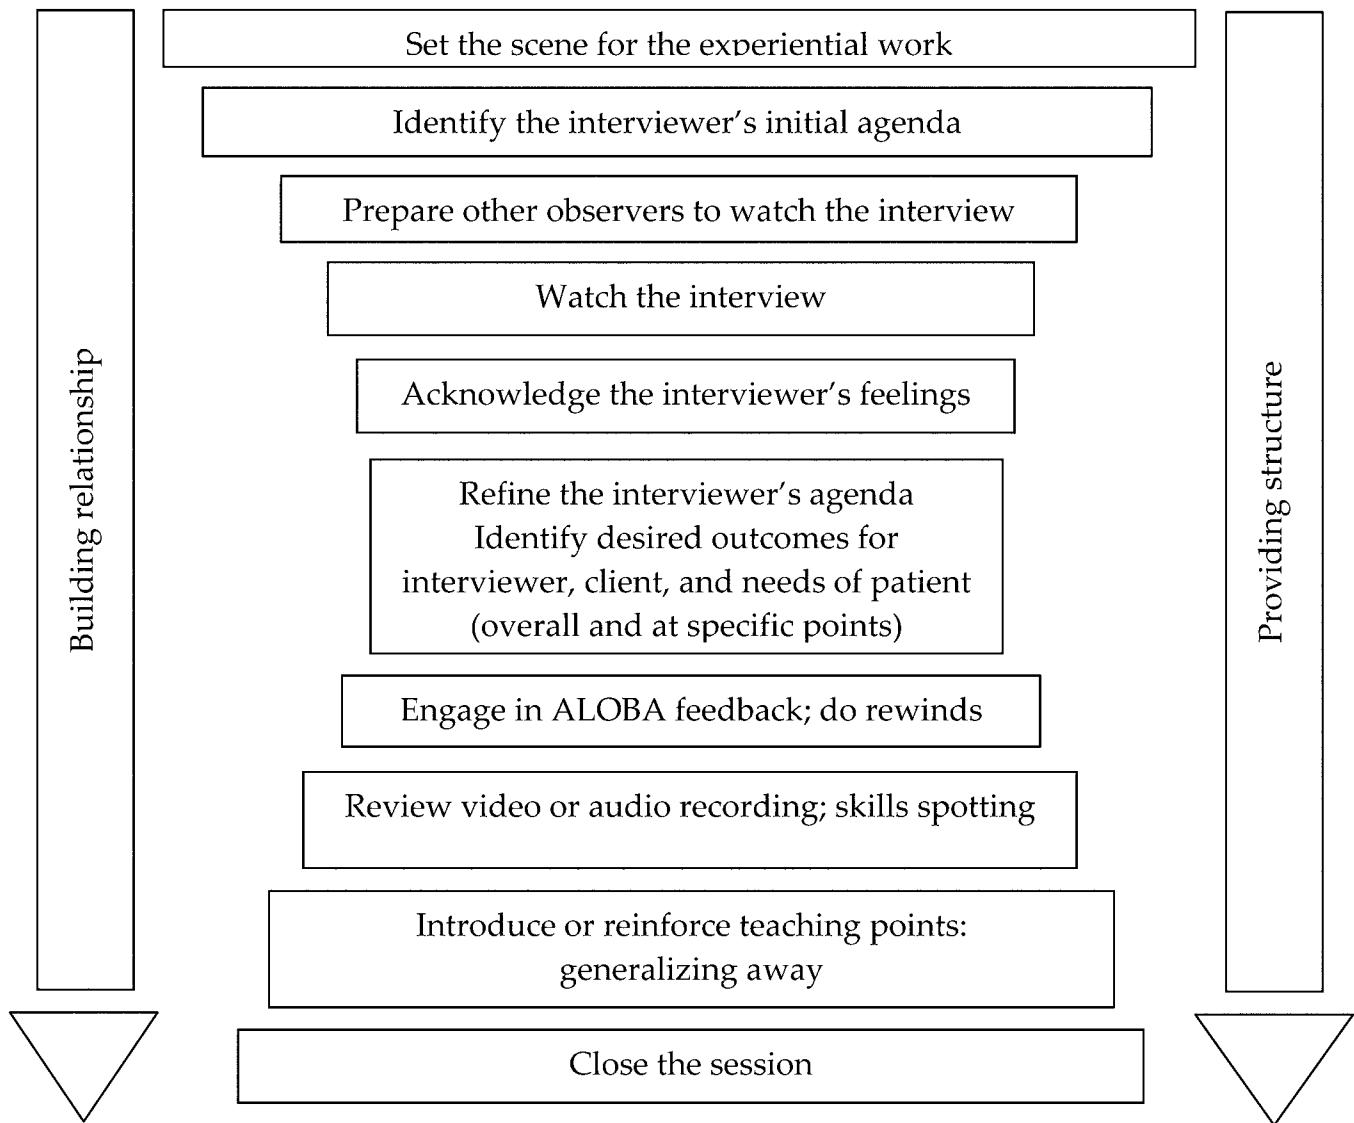 Set the scene for the experiential work
Identify the interviewer's initial agenda
Prepare other observers to watch the interview
Watch the interview
Acknowledge the interviewer's feelings
Refine the interviewer's agenda
Identify desired outcomes for
interviewer, client, and needs of patient
(overall and at specific points)
Engage in ALOBA feedback; do rewinds
Review video or audio recording; skills spotting
Introduce or reinforce teaching points:
generalizing away
Close the session
Building relationship
Providing structure